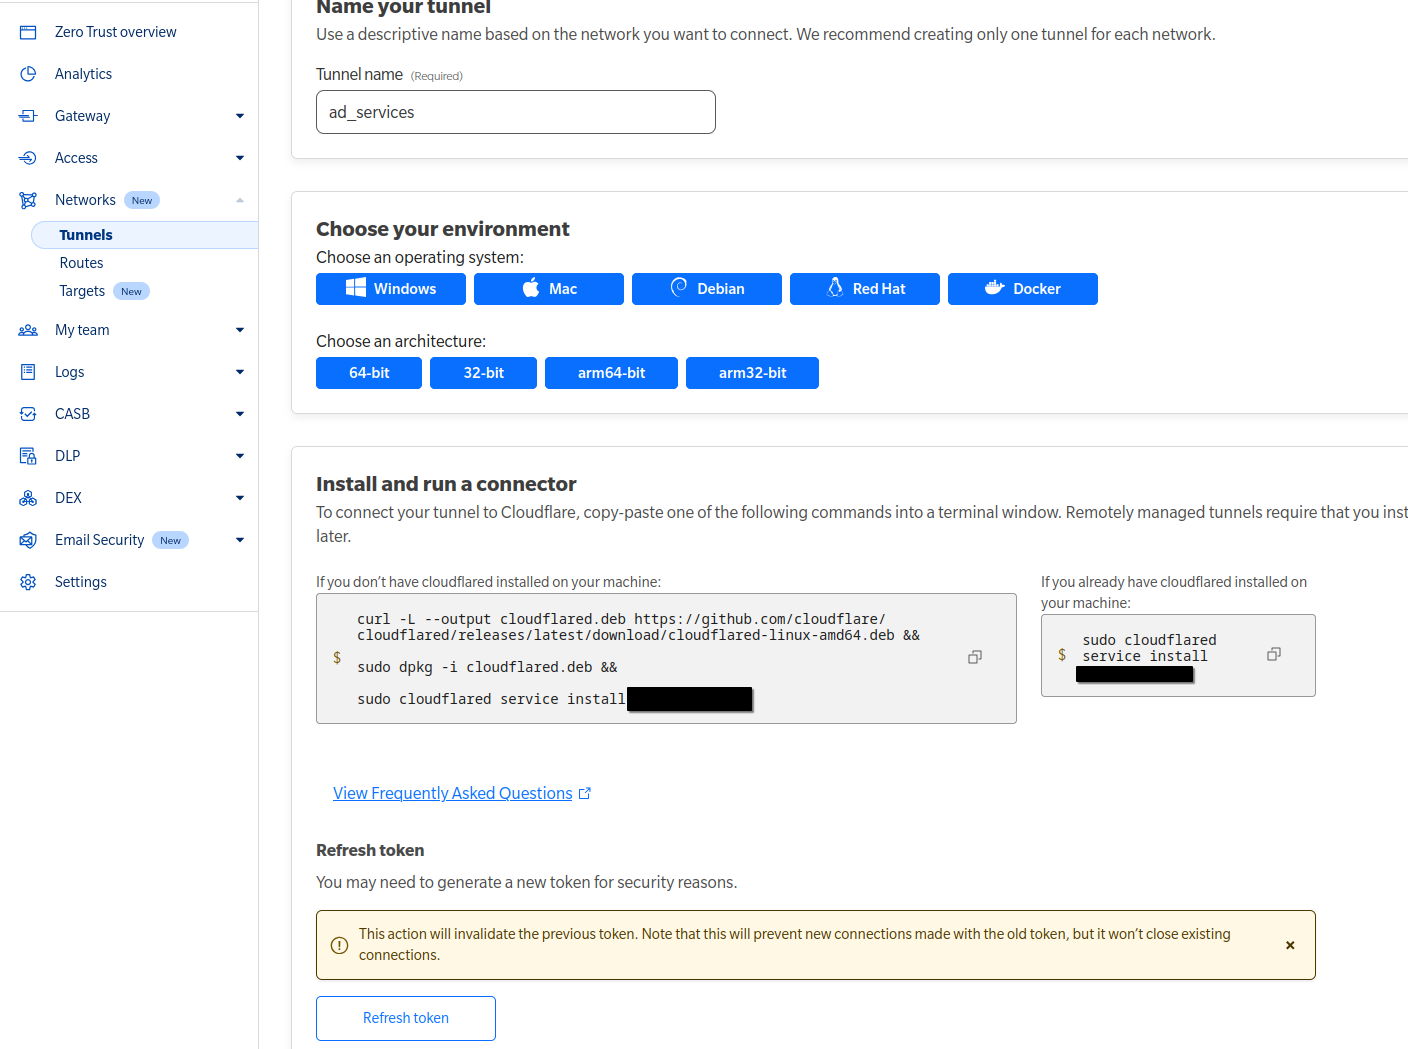 Zero Trust overview
Analytics
Gateway
Access
Networks New
Tunnels
Routes
Targets New
My team
Logs
CASB
DLP
DEX
Email Security New
Settings
Name your tunnel
Use a descriptive name based on the network you want to connect. We recommend creating only one tunnel for each network.
Tunnel name (Required)
ad_services
Choose your environment
Choose an operating system:
Windows Mac Debian Red Hat Docker
Choose an architecture:
64-bit 32-bit arm64-bit arm32-bit
Install and run a connector
To connect your tunnel to Cloudflare, copy-paste one of the following commands into a terminal window. Remotely managed tunnels require that you inst
later.
If you don't have cloudflared installed on your machine:
$ curl -L --output cloudflared.deb https://github.com/cloudflare/
cloudflared/releases/latest/download/cloudflared-linux-amd64.deb &&
sudo dpkg -i cloudflared.deb &&
sudo cloudflared service install
If you already have cloudflared installed on
your machine:
$ sudo cloudflared
service install
View Frequently Asked Questions
Refresh token
You may need to generate a new token for security reasons.
This action will invalidate the previous token. Note that this will prevent new connections made with the old token, but it won't close existing
connections.
Refresh token